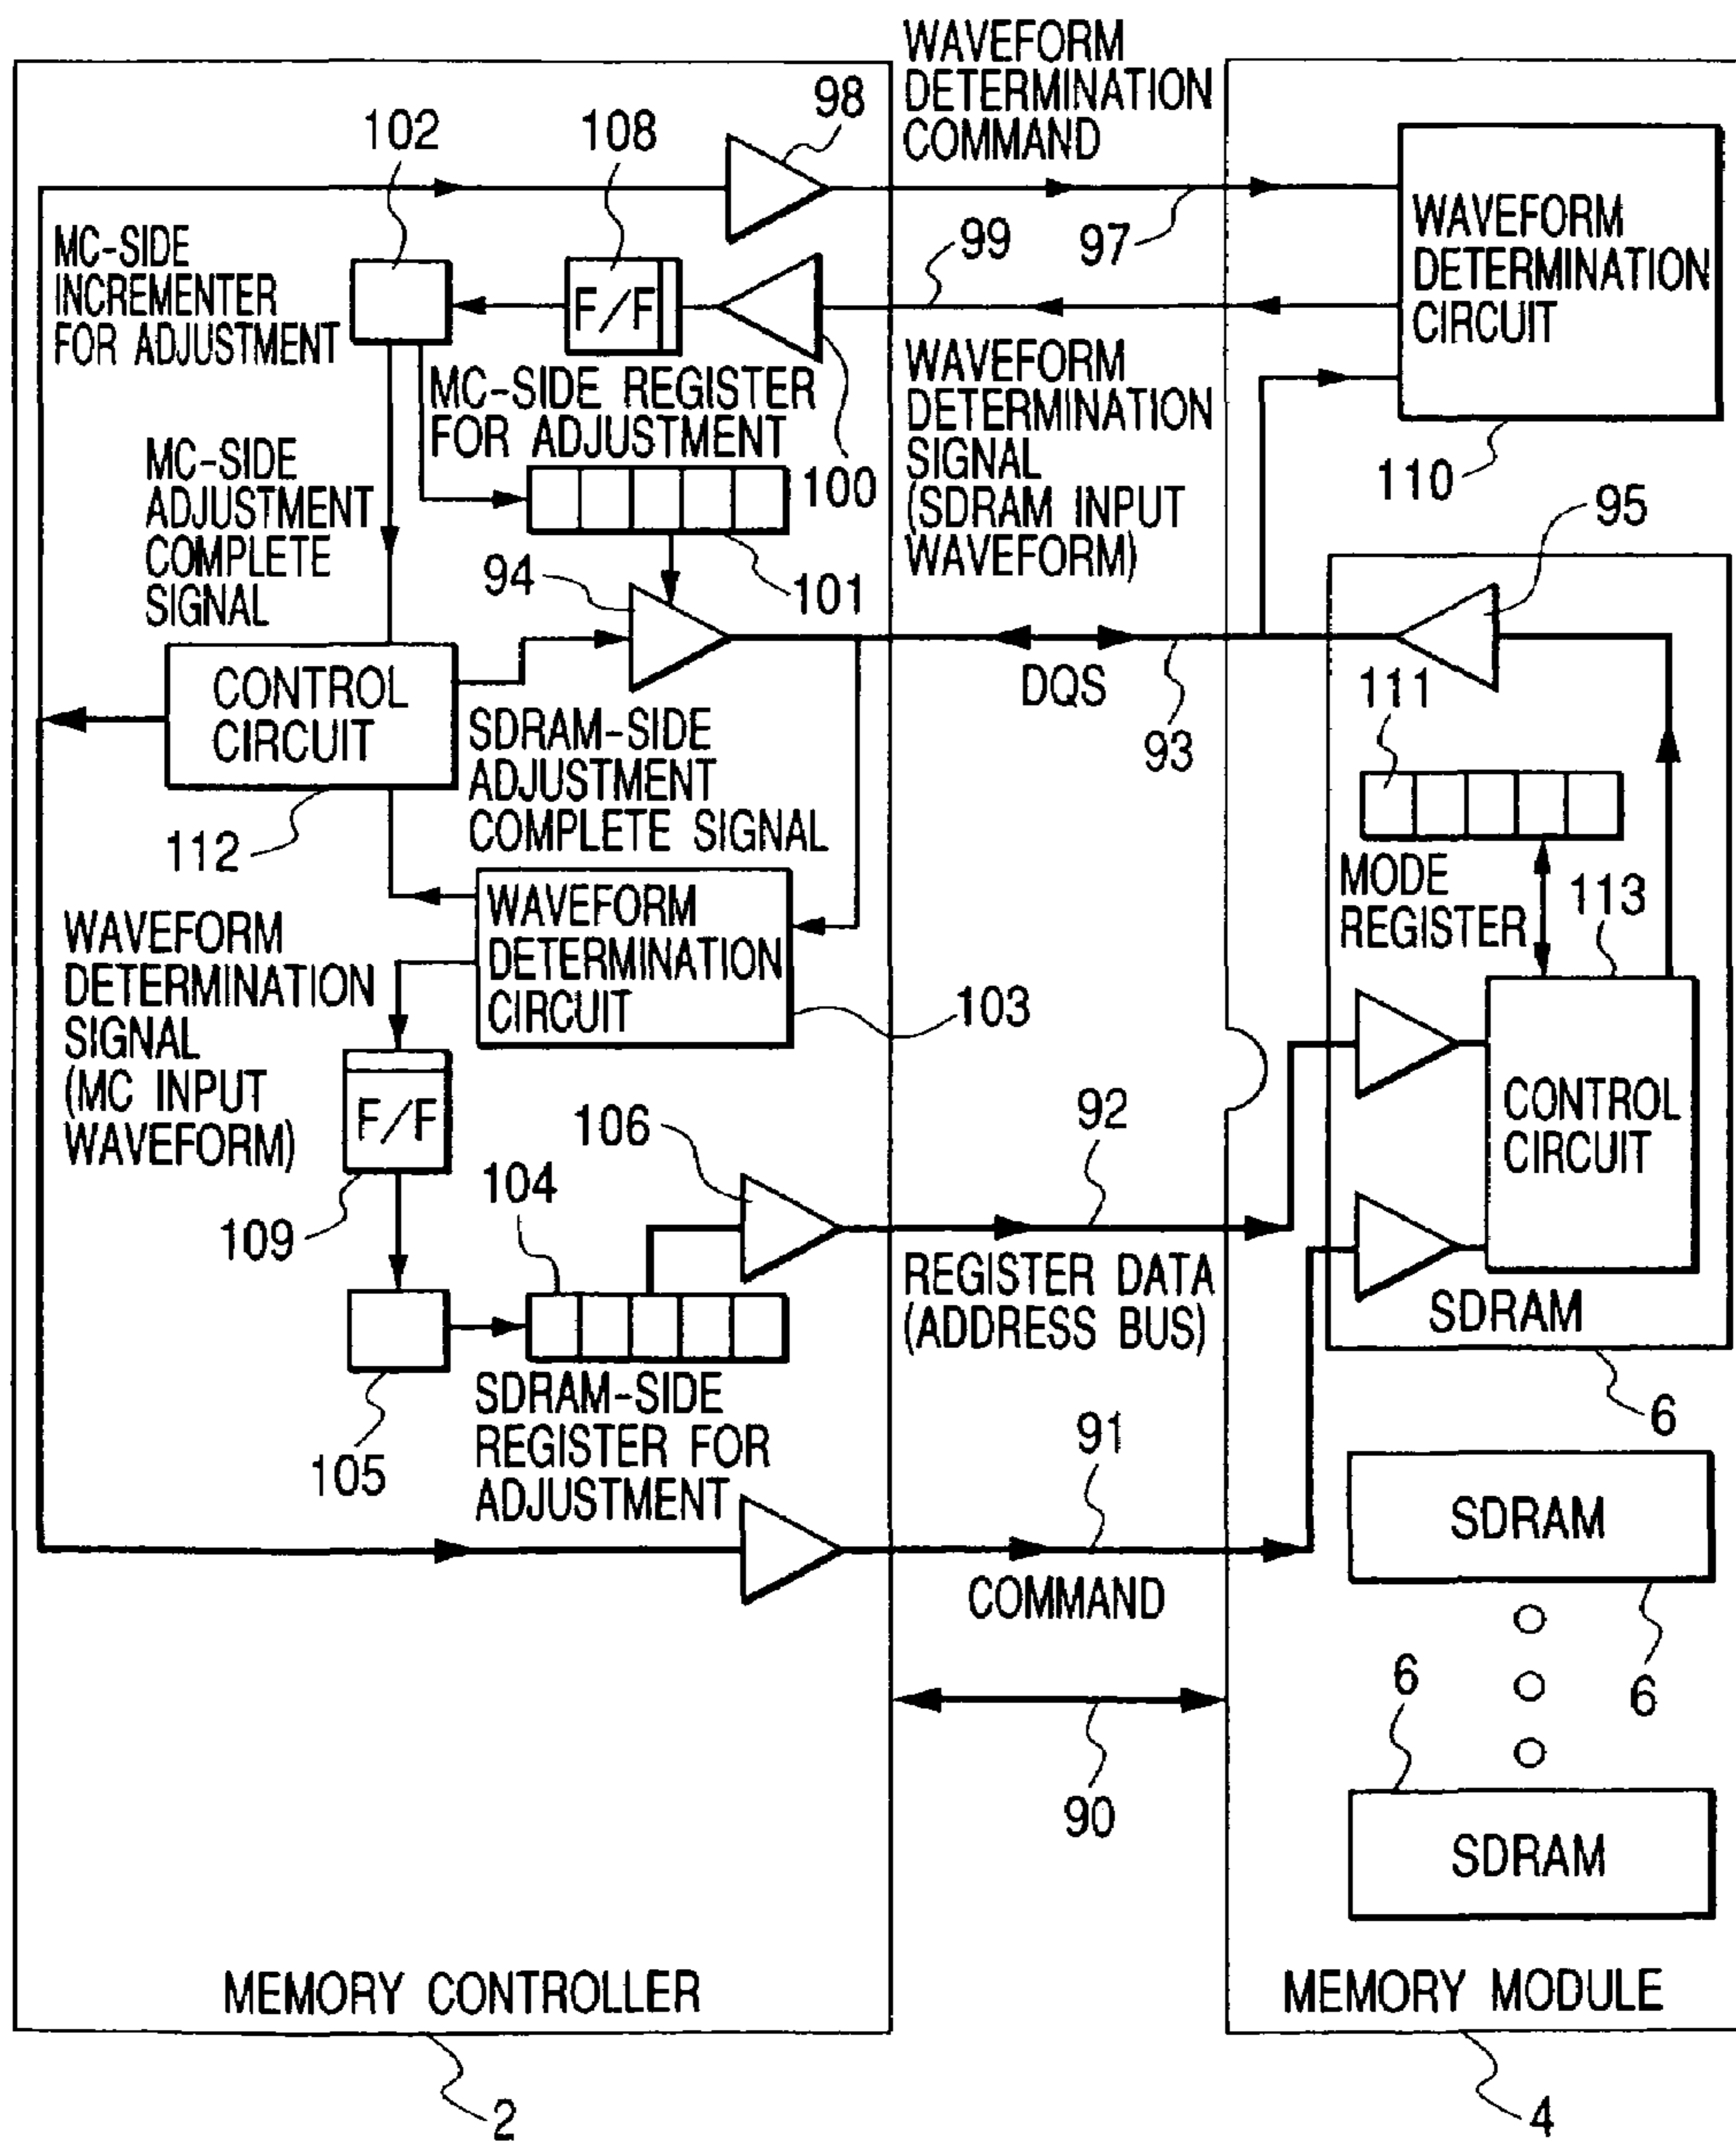 WAVEFORM
DETERMINATION
COMMAND
98
102
108
WAVEFORM
DETERMINATION
CIRCUIT
MC-SIDE
INCREMENTER
FOR ADJUSTMENT
99
97
F/F
MC-SIDE REGISTER
FOR ADJUSTMENT
WAVEFORM
DETERMINATION
SIGNAL
(SDRAM INPUT
WAVEFORM)
100
110
MC-SIDE
ADJUSTMENT
COMPLETE
SIGNAL
95
94
101
CONTROL
CIRCUIT
DQS
111
93
SDRAM-SIDE
ADJUSTMENT
COMPLETE SIGNAL
112
MODE
REGISTER
113
WAVEFORM
DETERMINATION
CIRCUIT
103
WAVEFORM
DETERMINATION
SIGNAL
(MC INPUT
WAVEFORM)
F/F
CONTROL
CIRCUIT
106
92
104
109
REGISTER DATA
(ADDRESS BUS)
SDRAM
SDRAM-SIDE
REGISTER FOR
ADJUSTMENT
105
91
6
SDRAM
COMMAND
6
6
90
SDRAM
MEMORY CONTROLLER
MEMORY MODULE
2
4